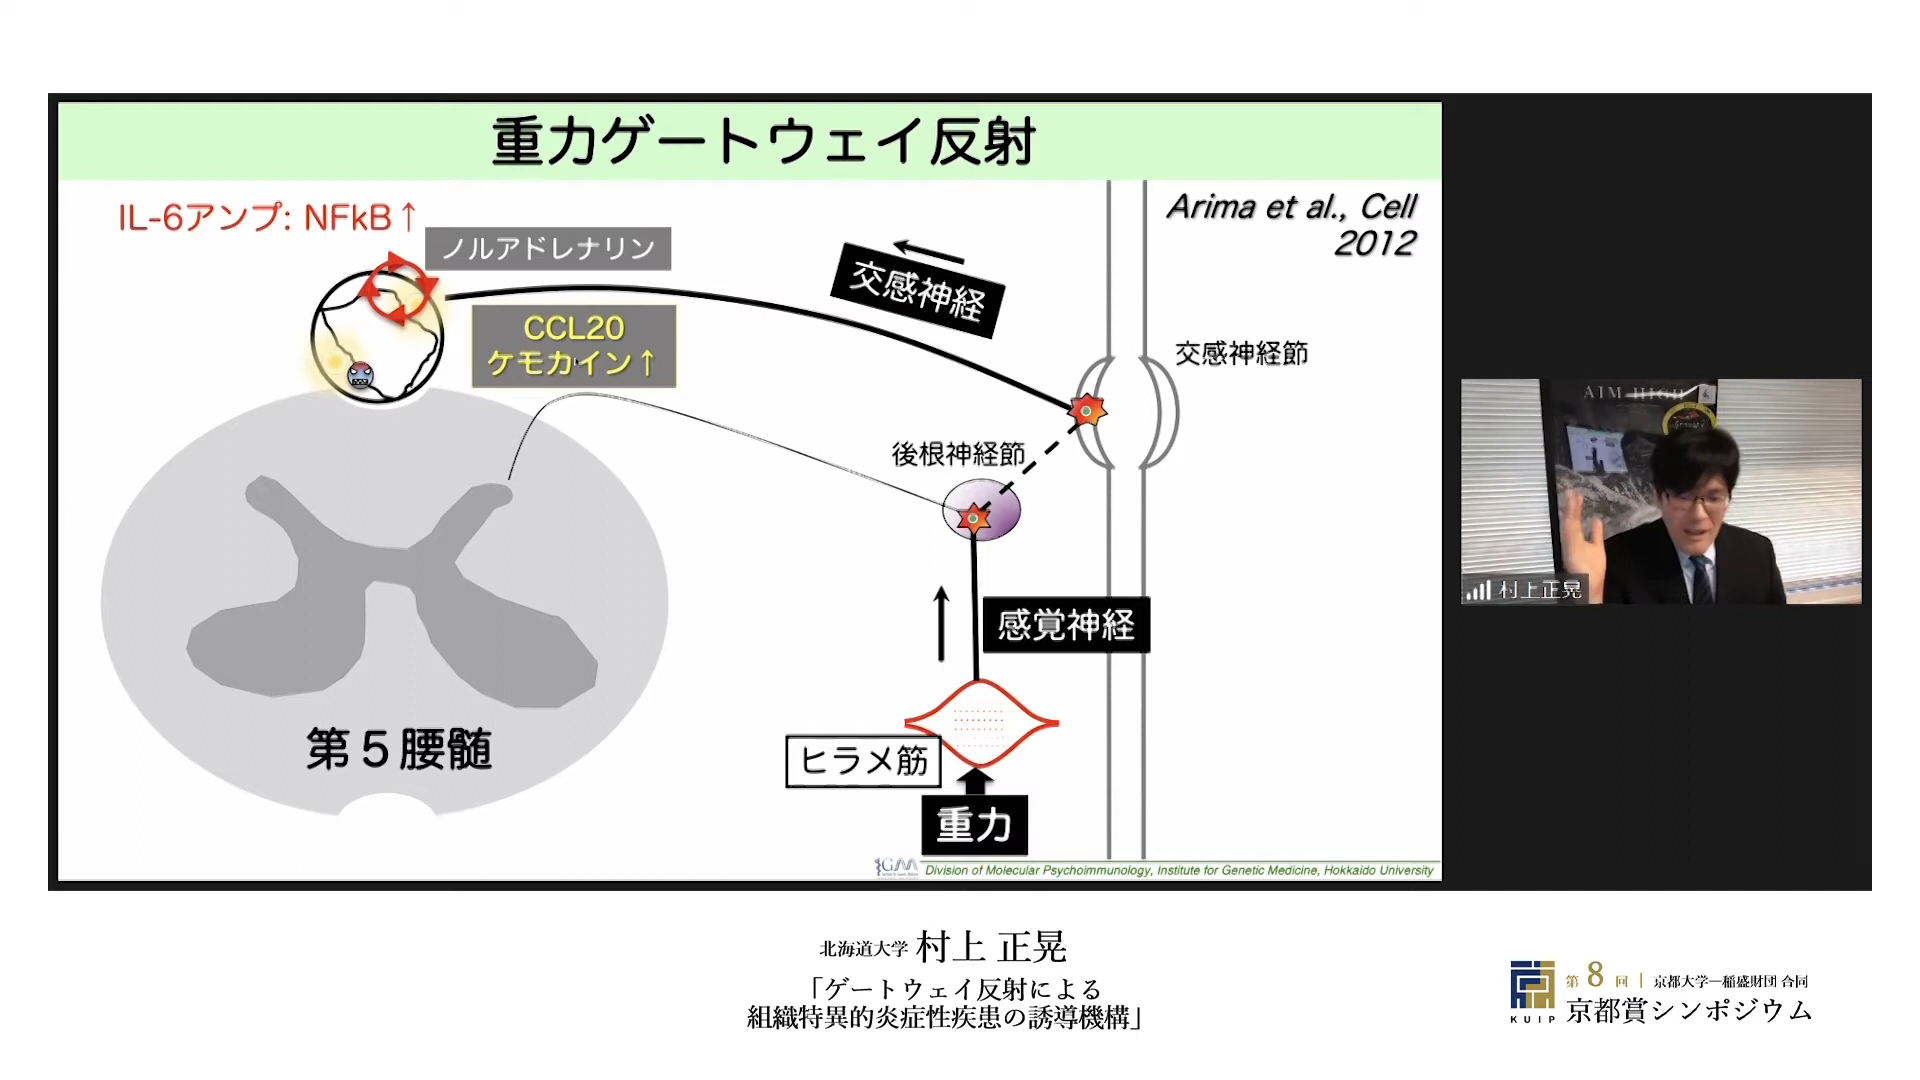 重力ゲートウェイ反射
IL-6アンプ: NFkB↑
ノルアドレナリン
CCL20
ケモカイン↑
交感神経
Arima et al., Cell
2012
交感神経節
後根神経節
感覚神経
ヒラメ筋
重力
第5腰髄
Division of Molecular Psychoimmunology, Institute for Genetic Medicine, Hokkaido University
AIM HIGH
村上正晃
北海道大学 村上 正晃
「ゲートウェイ反射による
組織特異的炎症性疾患の誘導機構」
KUIP
第8回 | 京都大学―稲盛財団 合同
京都賞シンポジウム